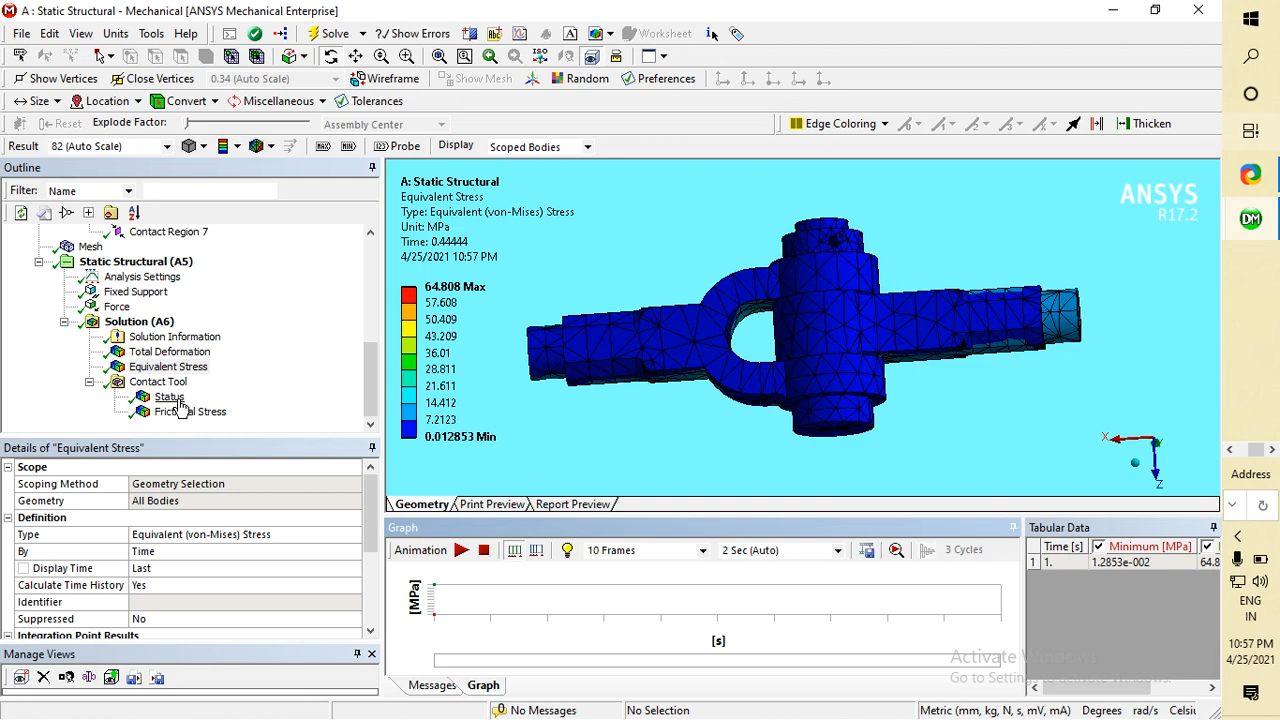 A : Static Structural - Mechanical [ANSYS Mechanical Enterprise]
File Edit View Units Tools Help Solve ?/ Show Errors Worksheet
Show Vertices Close Vertices 0.34 (Auto Scale) Wireframe Show Mesh Random Preferences
Size Location Convert Miscellaneous Tolerances
Reset Explode Factor: Assembly Center Edge Coloring Thicken
Result 82 (Auto Scale) Probe Display Scoped Bodies
Outline
Filter: Name
Contact Region 7
Mesh
Static Structural (A5)
Analysis Settings
Fixed Support
Force
Solution (A6)
Solution Information
Total Deformation
Equivalent Stress
Contact Tool
Status
Stress
Details of "Equivalent Stress"
Scope
Scoping Method Geometry Selection
Geometry All Bodies
Definition
Type Equivalent (von-Mises) Stress
By Time
Display Time Last
Calculate Time History Yes
Identifier
Suppressed No
Integration Point Results
Manage Views
A: Static Structural
Equivalent Stress
Type: Equivalent (von-Mises) Stress
Unit: MPa
Time: 0.44444
4/25/2021 10:57 PM
64.808 Max
57.608
50.409
43.209
36.01
28.811
21.611
14.412
7.2123
0.012853 Min
ANSYS
R17.2
X
Y
Z
Geometry Print Preview Report Preview
Graph
Animation 10 Frames 2 Sec (Auto) 3 Cycles
[MPa]
[s]
Messages Graph
Tabular Data
Time [s] Minimum [MPa]
1 1. 1.2853e-002 64.8
Activate Windows
Go to Settings to activate Windows.
No Messages No Selection Metric (mm, kg, N, s, mV, mA) Degrees rad/s Celsi
DM
Address
ENG
IN
10:57 PM
4/25/2021